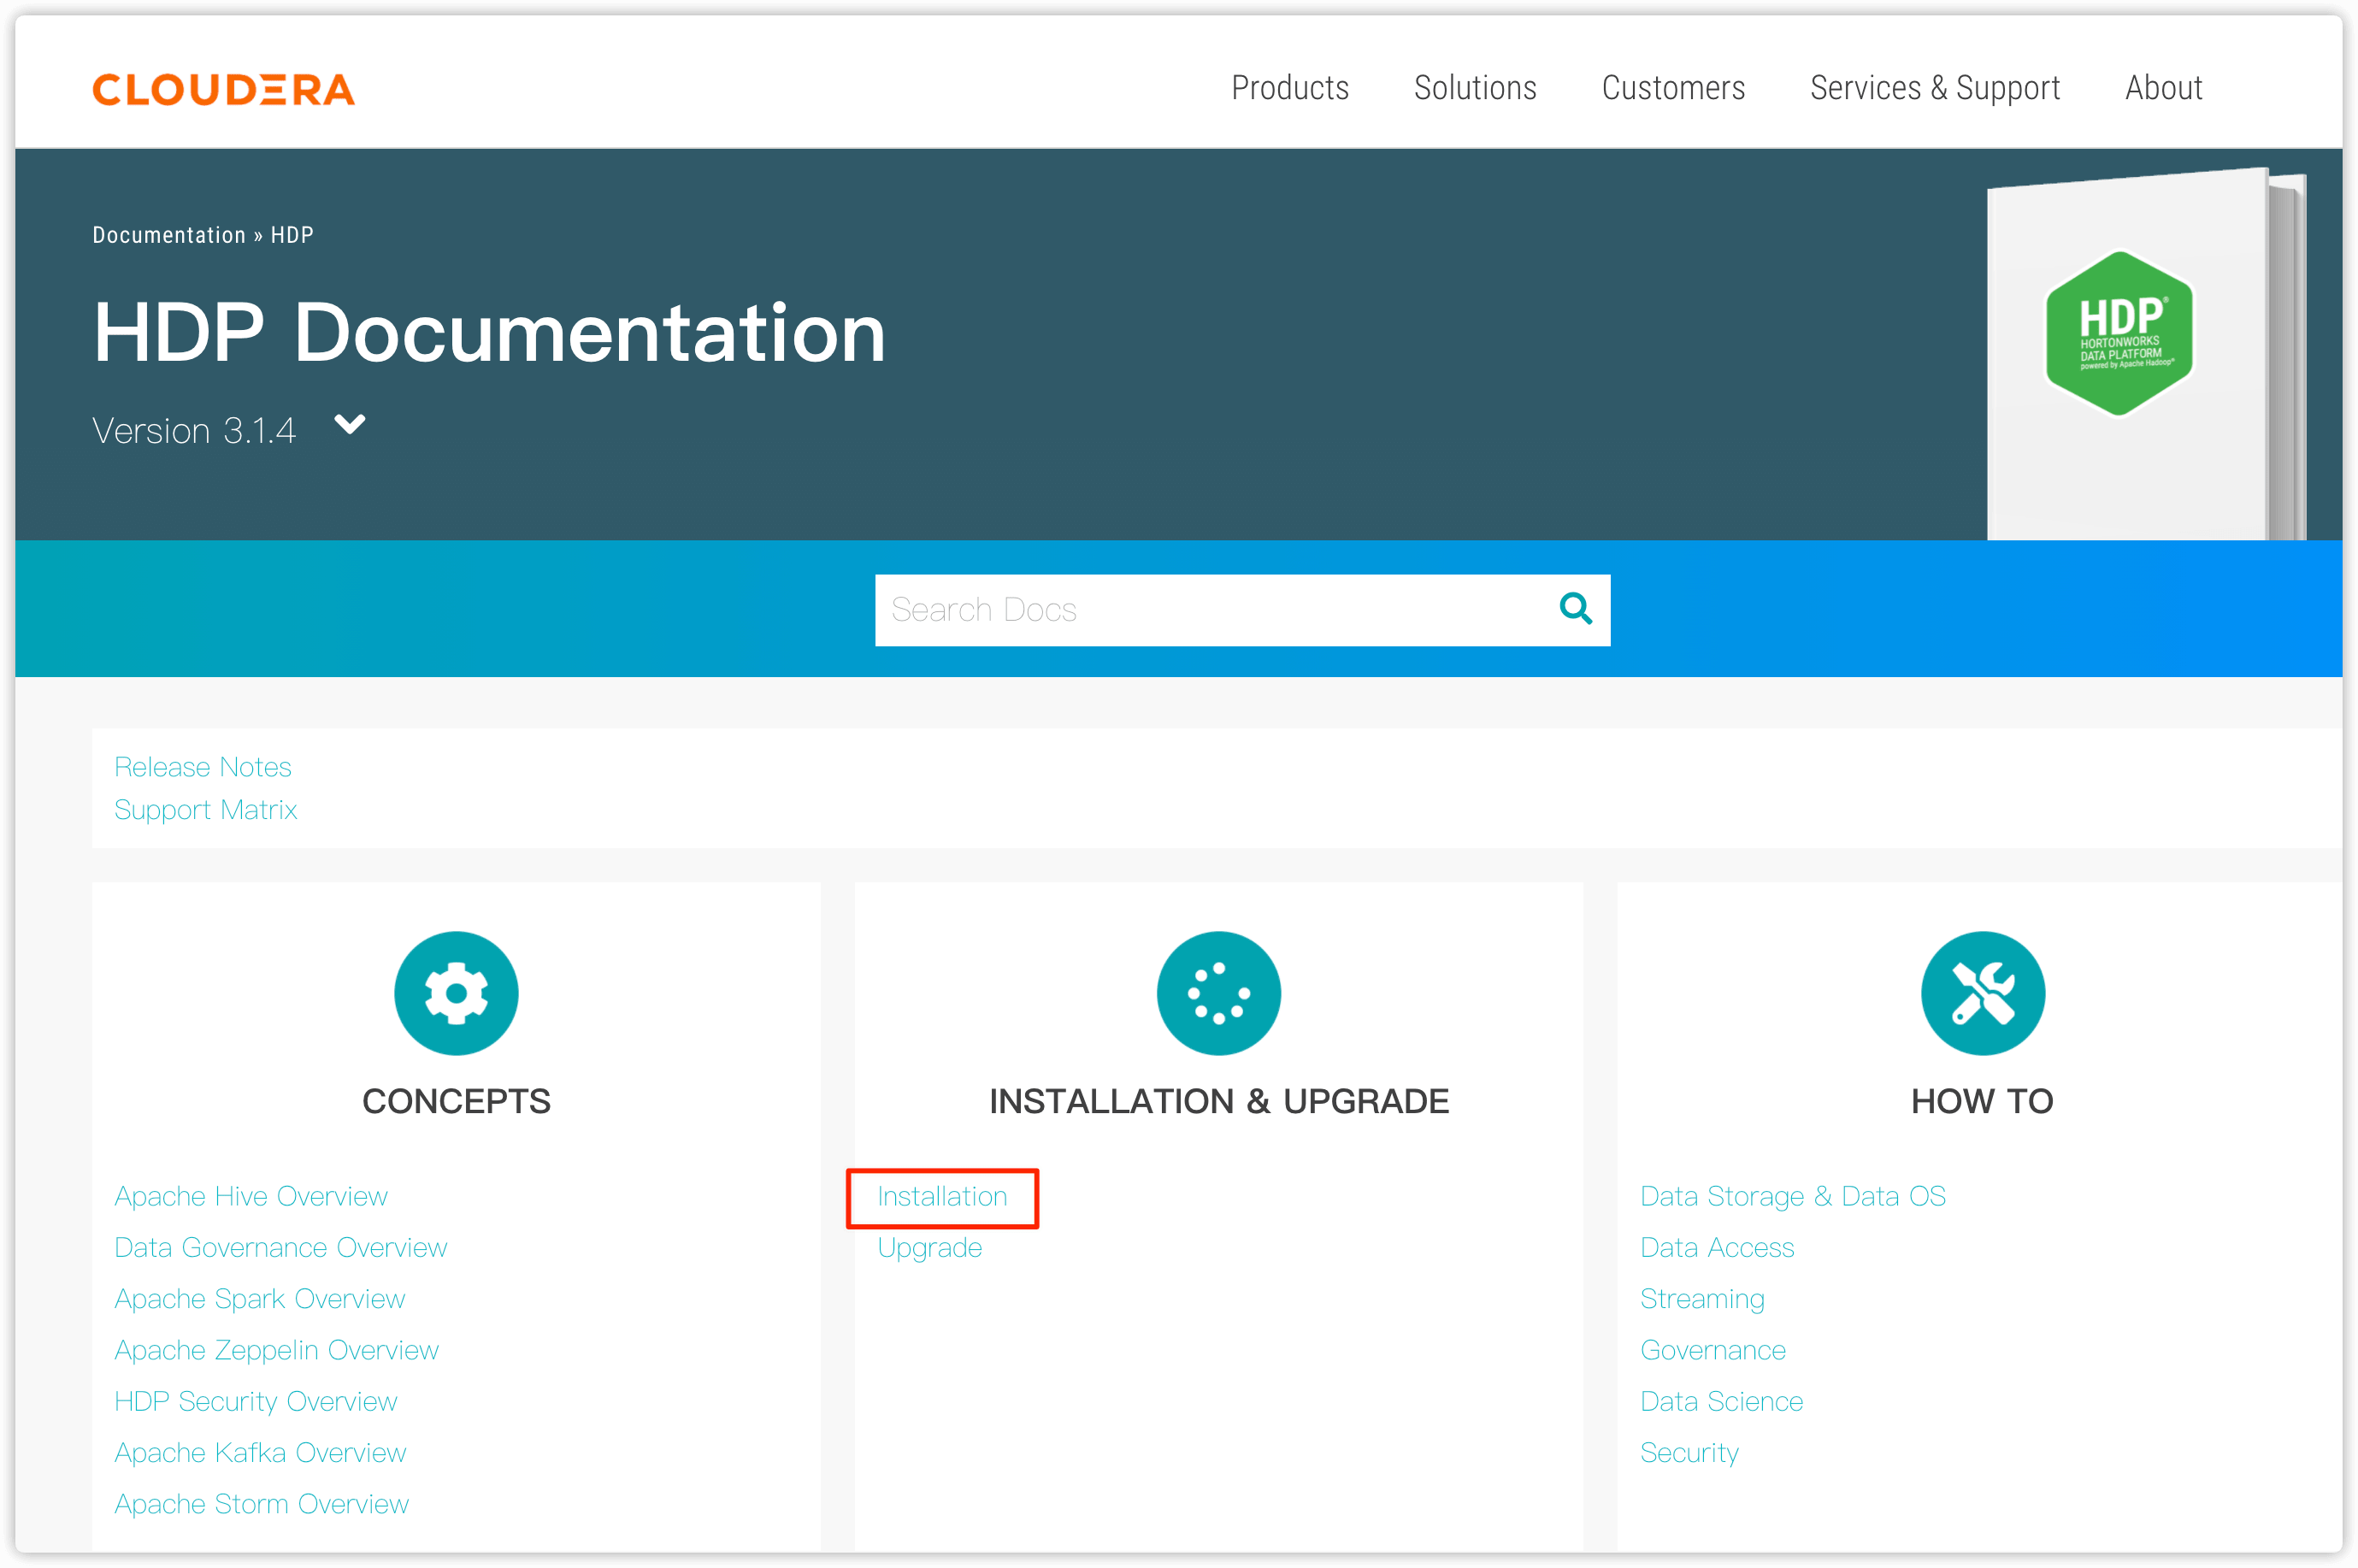 CLOUDERA
Products Solutions Customers Services & Support About
Documentation » HDP
HDP Documentation
Version 3.1.4
HDP®
HORTONWORKS
DATA PLATFORM
powered by Apache Hadoop™
Search Docs
Release Notes
Support Matrix
CONCEPTS
Apache Hive Overview
Data Governance Overview
Apache Spark Overview
Apache Zeppelin Overview
HDP Security Overview
Apache Kafka Overview
Apache Storm Overview
INSTALLATION & UPGRADE
Installation
Upgrade
HOW TO
Data Storage & Data OS
Data Access
Streaming
Governance
Data Science
Security